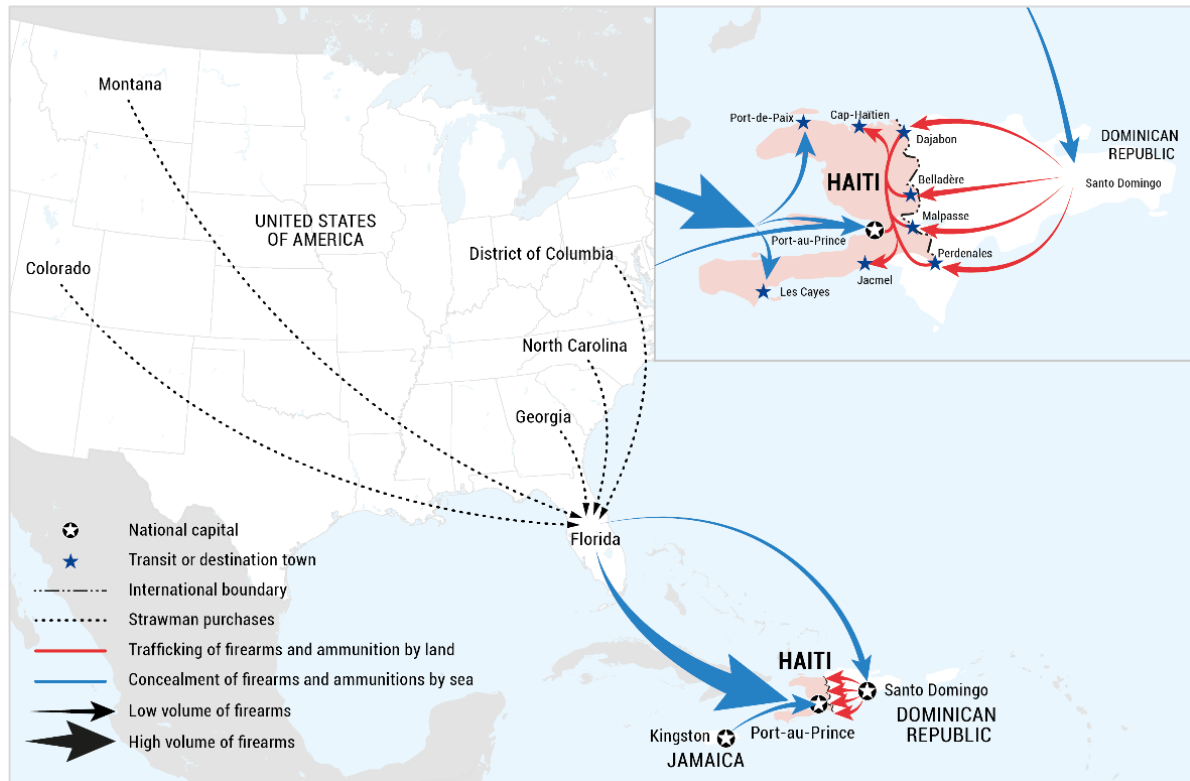 Montana
UNITED STATES
OF AMERICA
Colorado
District of Columbia
North Carolina
Georgia
Florida
Port-de-Paix
Cap-Haïtien
Dajabon
DOMINICAN
REPUBLIC
HAITI
Belladère
Santo Domingo
Malpasse
Port-au-Prince
Perdenales
Jacmel
Les Cayes
National capital
Transit or destination town
International boundary
Strawman purchases
Trafficking of firearms and ammunition by land
Concealment of firearms and ammunitions by sea
Low volume of firearms
High volume of firearms
HAITI
Santo Domingo
DOMINICAN
REPUBLIC
Port-au-Prince
Kingston
JAMAICA